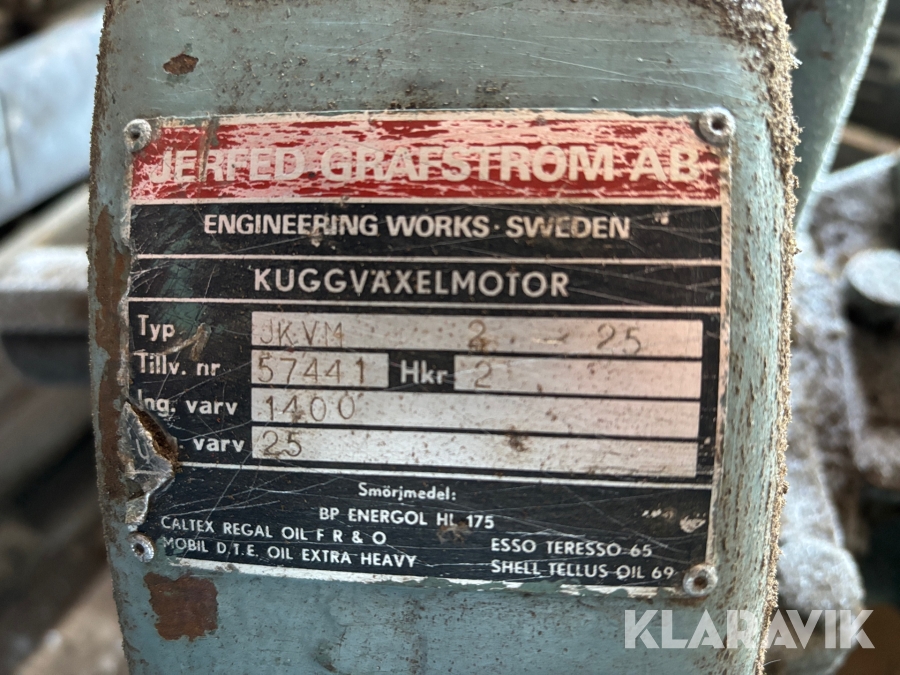 JERFED-GRAFSTRÖM AB
ENGINEERING WORKS · SWEDEN
KUGGVÄXELMOTOR
Typ JKVM 2 - 25
Tillv. nr 57441 Hkr 2
Ing. varv 1400
varv 25
Smörjmedel:
BP ENERGOL HL 175
CALTEX REGAL OIL F R & O
MOBIL D.T.E. OIL EXTRA HEAVY
ESSO TERESSO 65
SHELL TELLUS OIL 69
KLARAVIK